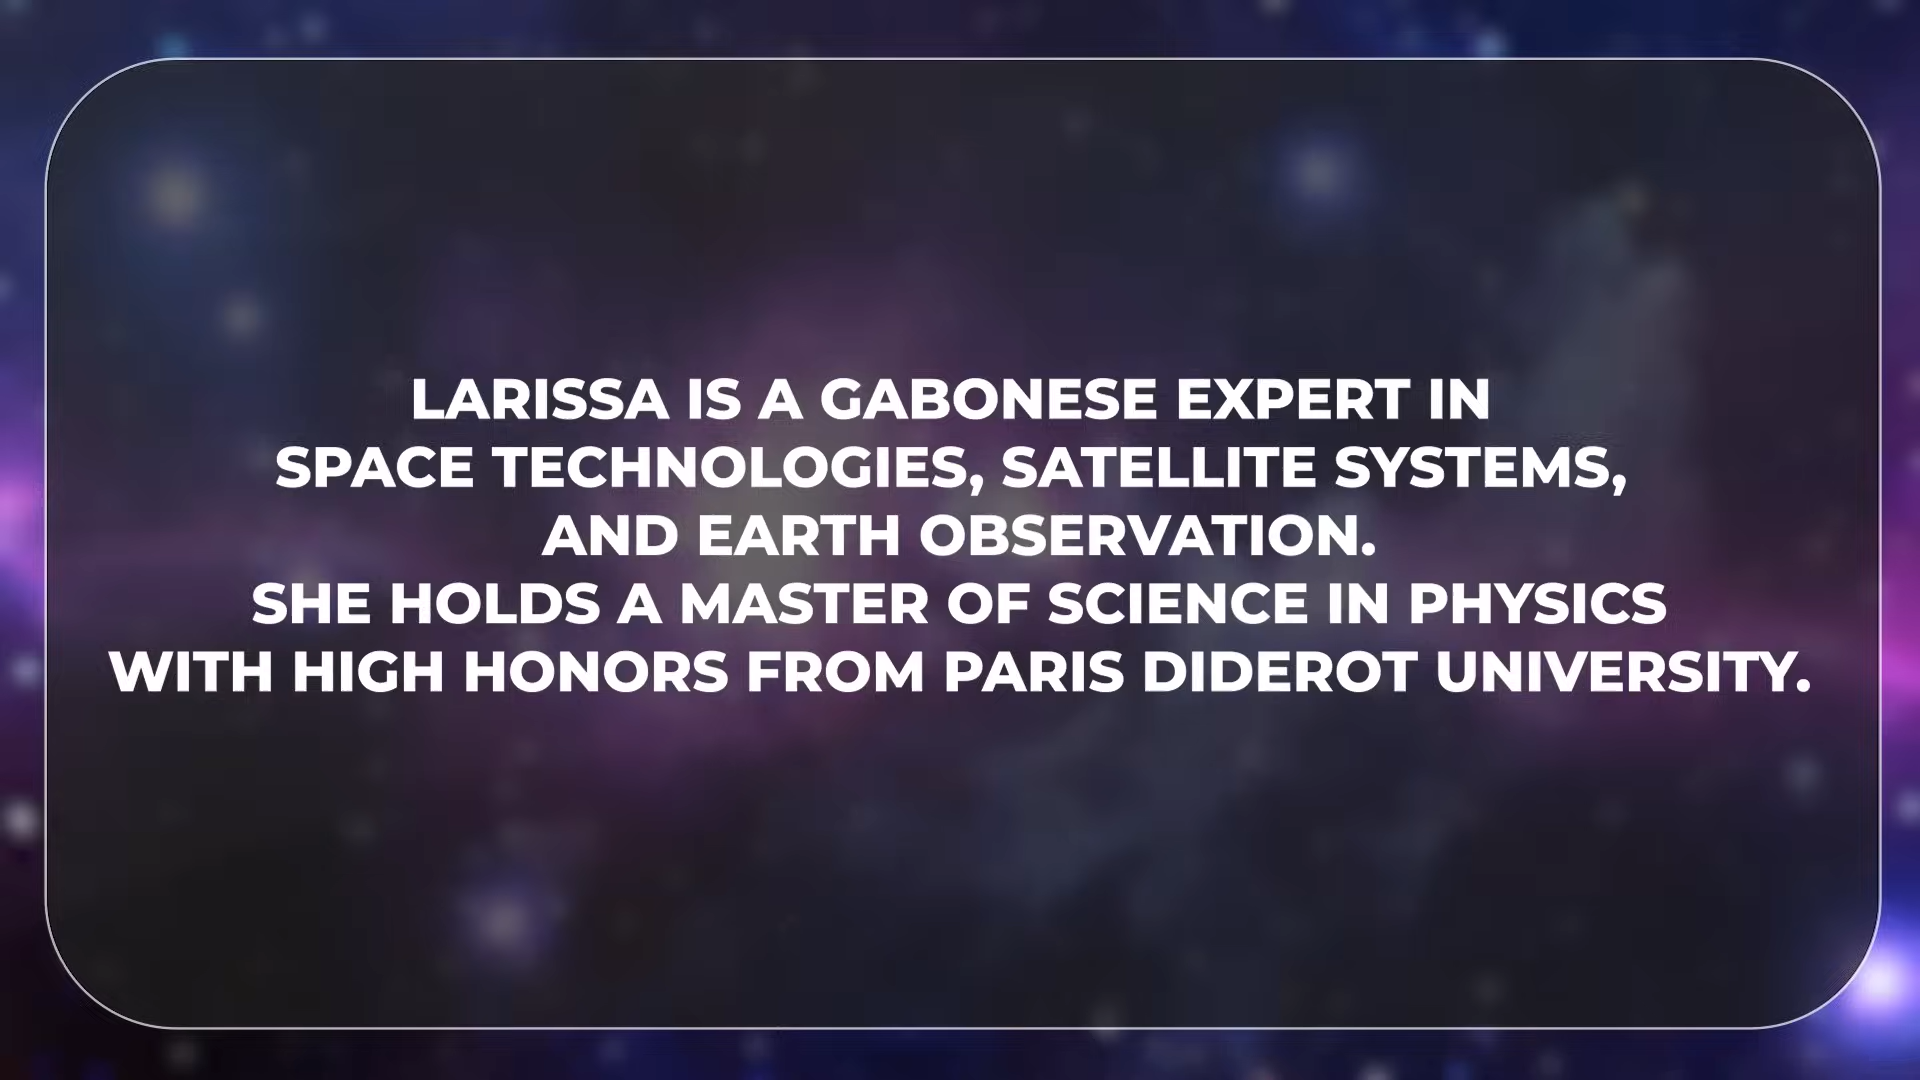 LARISSA IS A GABONESE EXPERT IN
SPACE TECHNOLOGIES, SATELLITE SYSTEMS,
AND EARTH OBSERVATION.
SHE HOLDS A MASTER OF SCIENCE IN PHYSICS
WITH HIGH HONORS FROM PARIS DIDEROT UNIVERSITY.